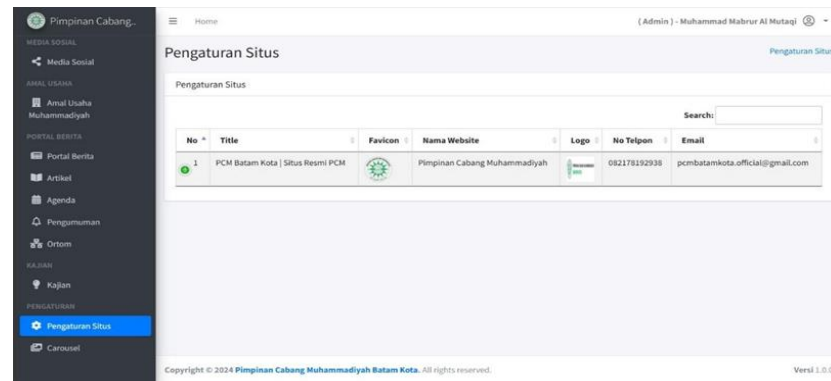 Pimpinan Cabang..
Home
( Admin ) - Muhammad Mabrur Al Mutaqi
MEDIA SOSIAL
Media Sosial
AMAL USAHA
Amal Usaha
Muhammadiyah
PORTAL BERITA
Portal Berita
Artikel
Agenda
Pengumuman
Ortom
KAJIAN
Kajian
PENGATURAN
Pengaturan Situs
Carousel
Pengaturan Situs
Pengaturan Situs
Pengaturan Situs
Search:
No Title Favicon Nama Website Logo No Telpon Email
1 PCM Batam Kota | Situs Resmi PCM Pimpinan Cabang Muhammadiyah 082178192938 pcmbatamkota.official@gmail.com
Copyright © 2024 Pimpinan Cabang Muhammadiyah Batam Kota. All rights reserved.
Versi 1.0.0